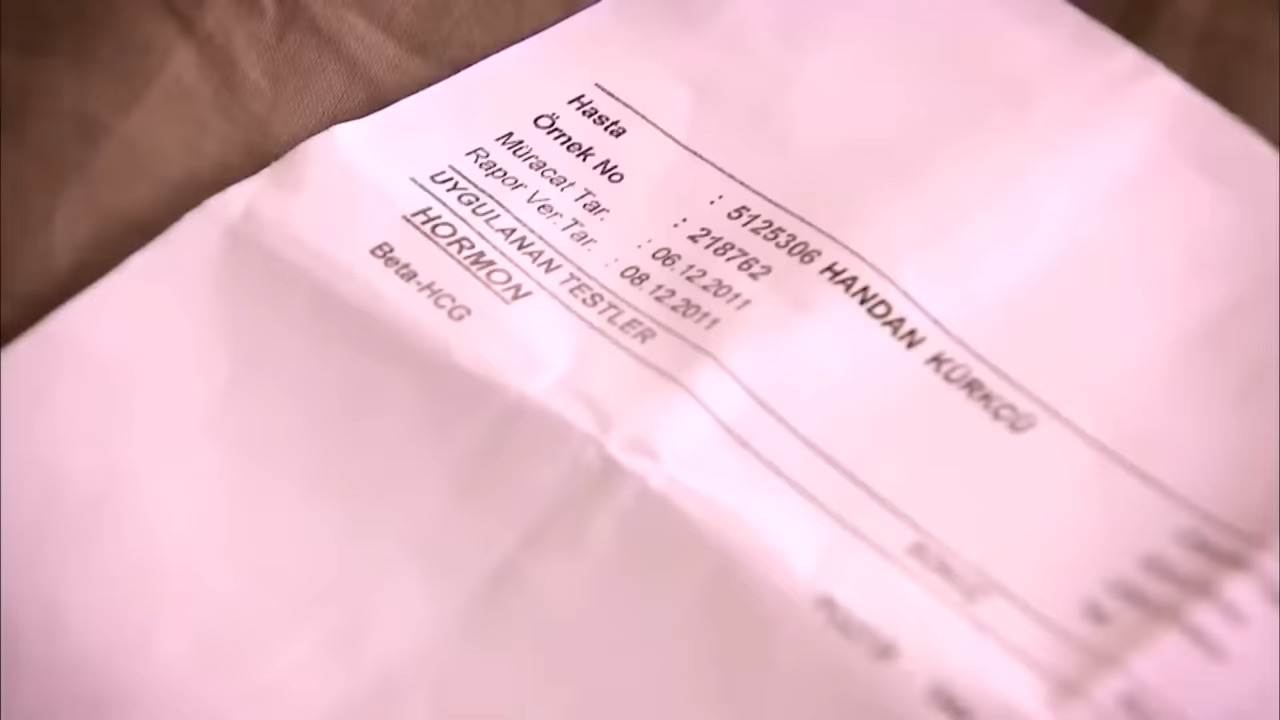 Hasta : 5125306 HANDAN KÜRKÇÜ
Örnek No : 218762
Müracat Tar. : 06.12.2011
Rapor Ver.Tar. : 08.12.2011
UYGULANAN TESTLER
HORMON
Beta-HCG